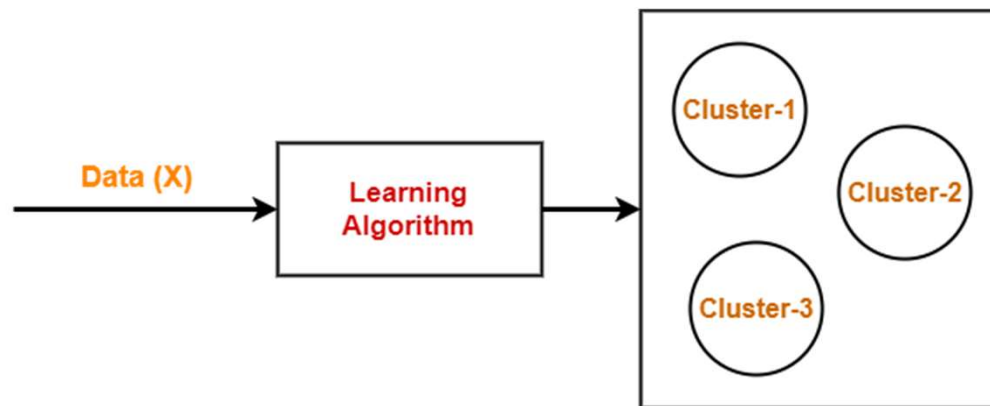 Data (X)
Learning
Algorithm
Cluster-1
Cluster-2
Cluster-3